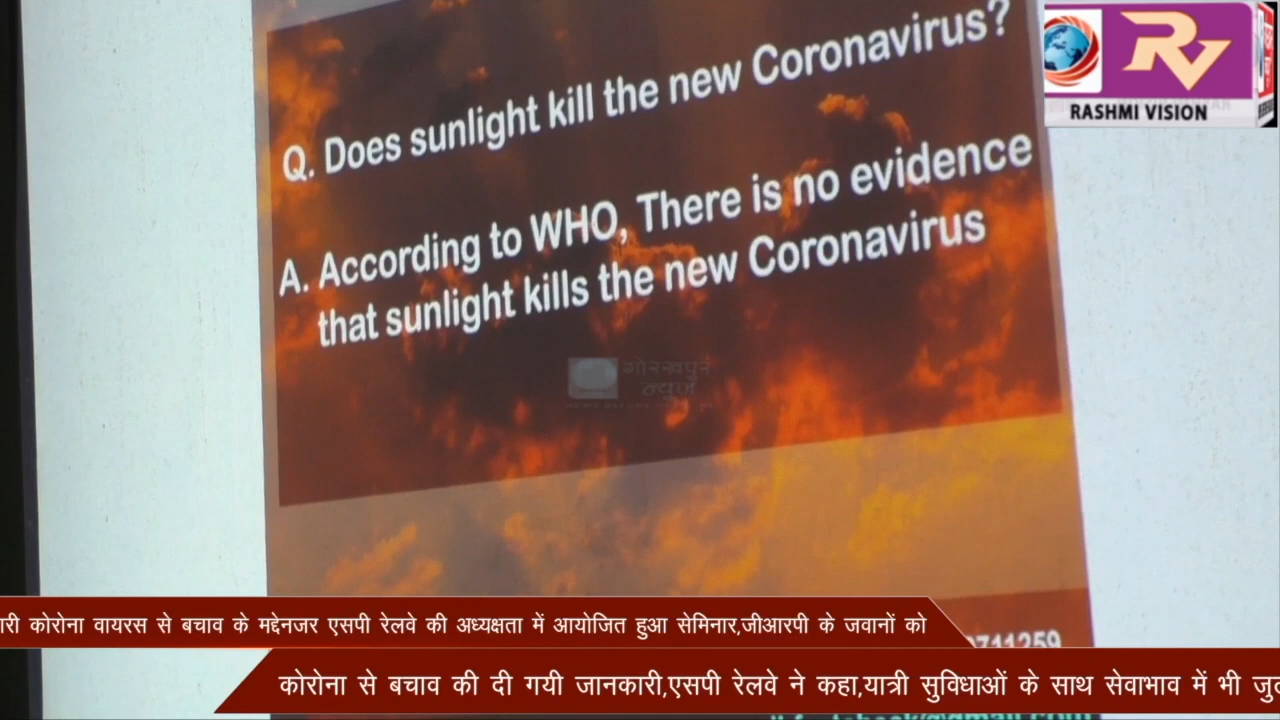 Q. Does sunlight kill the new Coronavirus?
A. According to WHO, There is no evidence
that sunlight kills the new Coronavirus
RV
RASHMI VISION
गोरखपुर
न्यूज़
कोरोना वायरस से बचाव के मद्देनजर एसपी रेलवे की अध्यक्षता में आयोजित हुआ सेमिनार,जीआरपी के जवानों को
कोरोना से बचाव की दी गयी जानकारी,एसपी रेलवे ने कहा,यात्री सुविधाओं के साथ सेवाभाव में भी